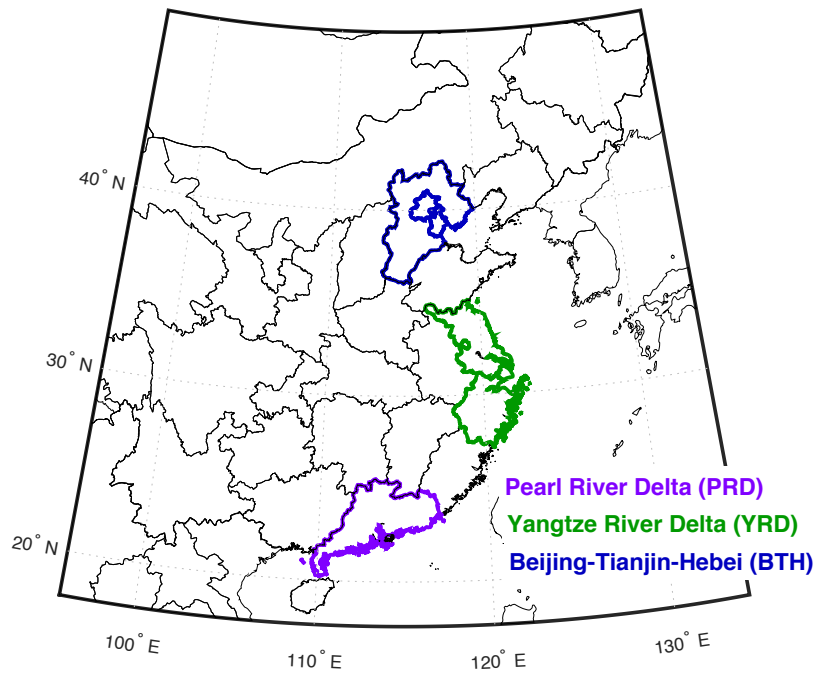 40° N
30° N
20° N
Pearl River Delta (PRD)
Yangtze River Delta (YRD)
Beijing-Tianjin-Hebei (BTH)
100° E
110° E
120° E
130° E